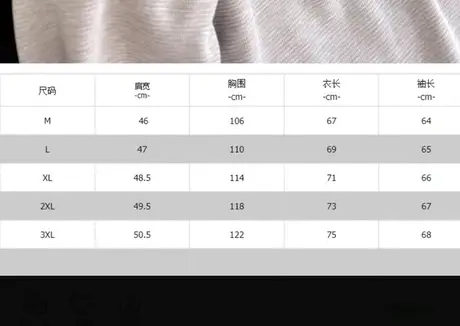 尺码 肩宽 胸围 衣长 袖长
-cm- -cm- -cm- -cm-
M 46 106 67 64
L 47 110 69 65
XL 48.5 114 71 66
2XL 49.5 118 73 67
3XL 50.5 122 75 68